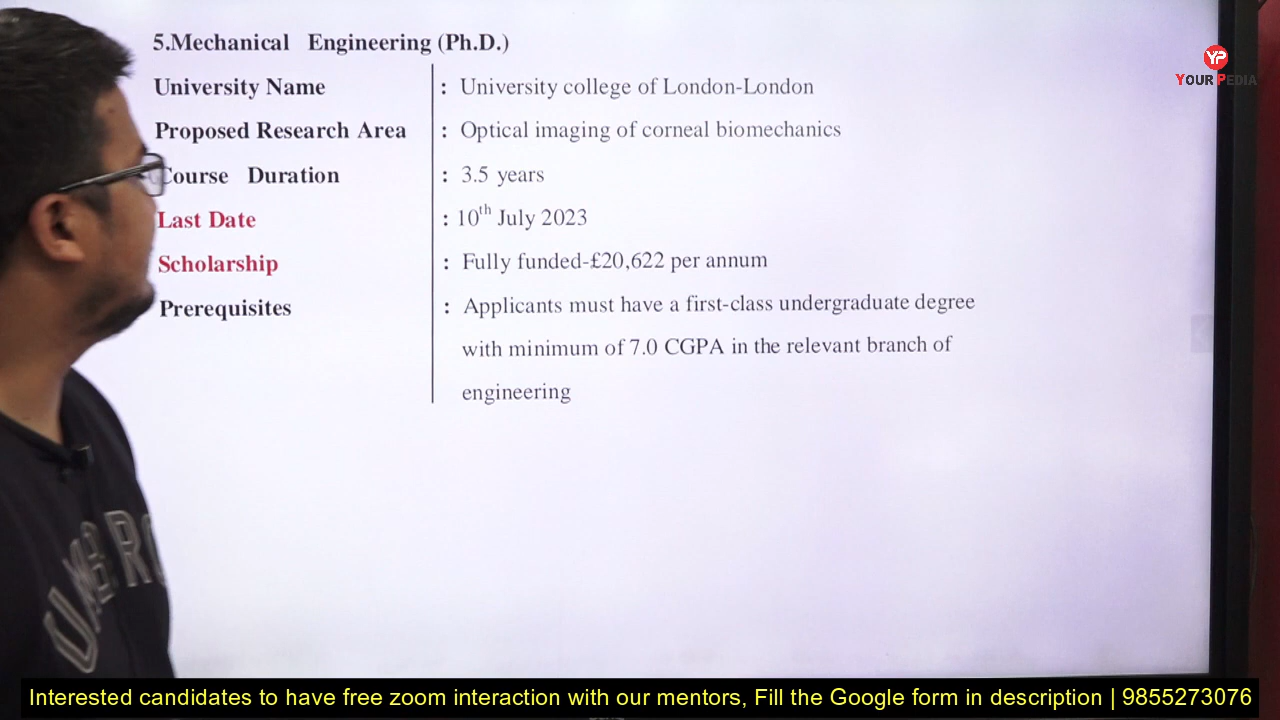 5.Mechanical Engineering (Ph.D.)
University Name : University college of London-London
Proposed Research Area : Optical imaging of corneal biomechanics
Course Duration : 3.5 years
Last Date : 10th July 2023
Scholarship : Fully funded-£20,622 per annum
Prerequisites : Applicants must have a first-class undergraduate degree
with minimum of 7.0 CGPA in the relevant branch of
engineering
YP
YOUR PEDIA
UMBRO
Interested candidates to have free zoom interaction with our mentors, Fill the Google form in description | 9855273076